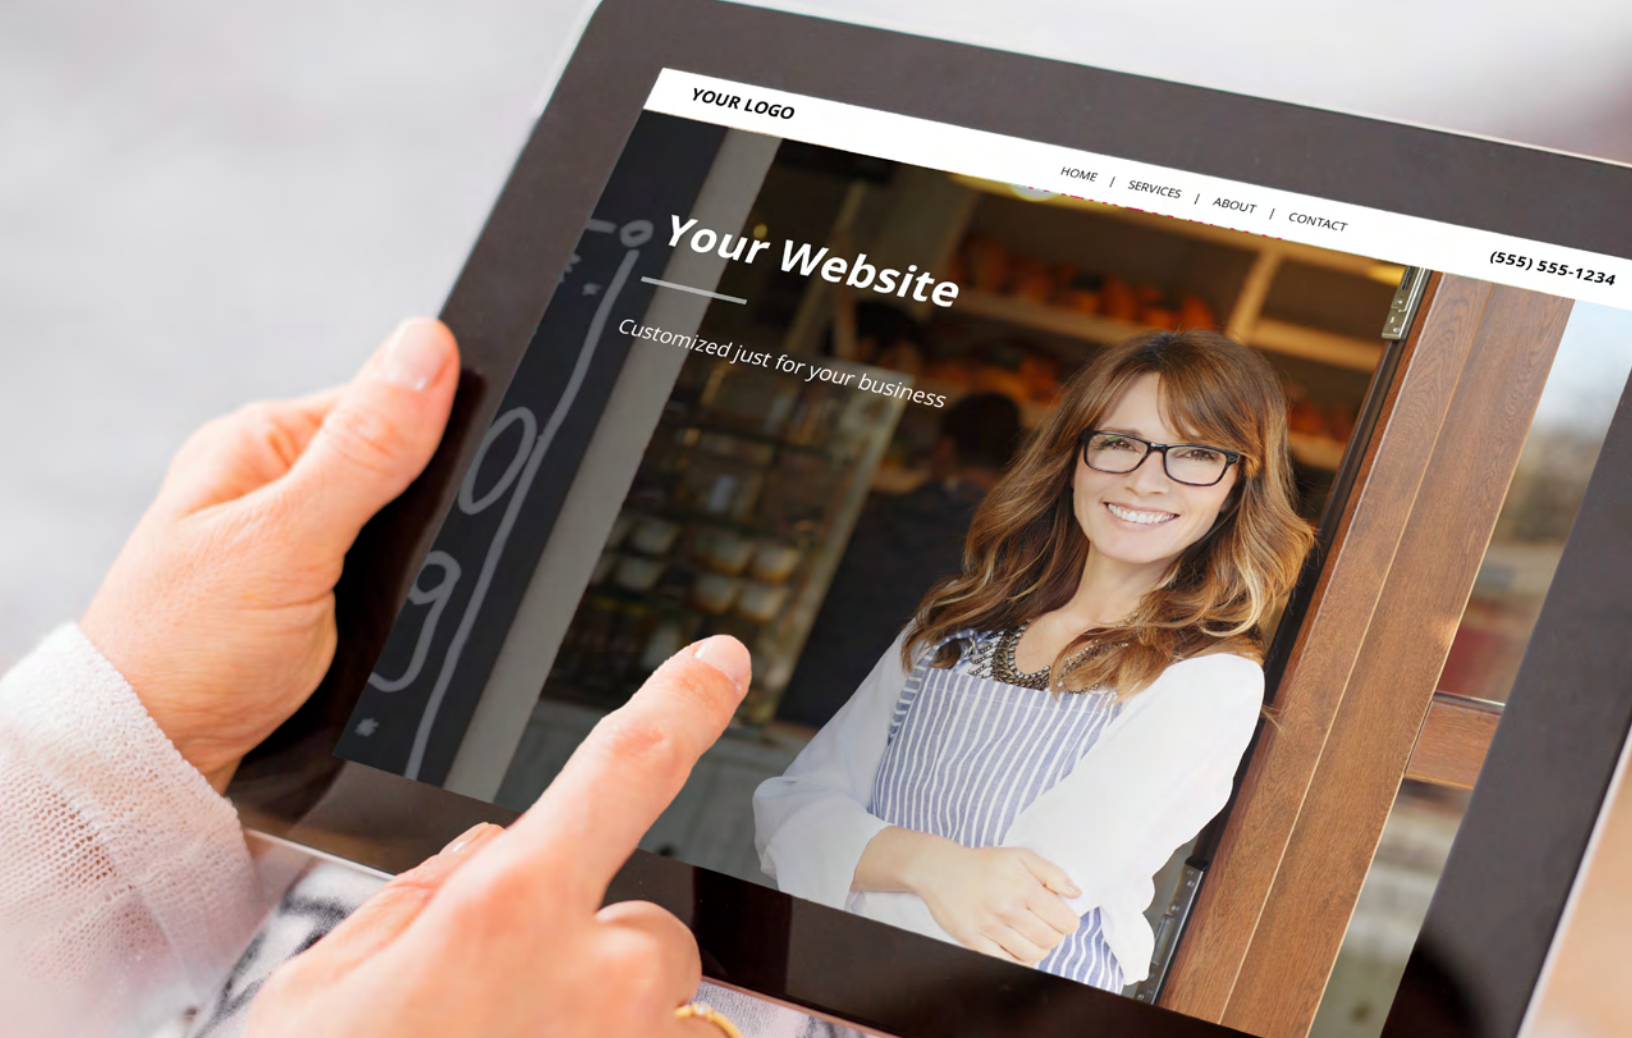 YOUR LOGO
HOME | SERVICES | ABOUT | CONTACT
(555) 555-1234
Your Website
Customized just for your business